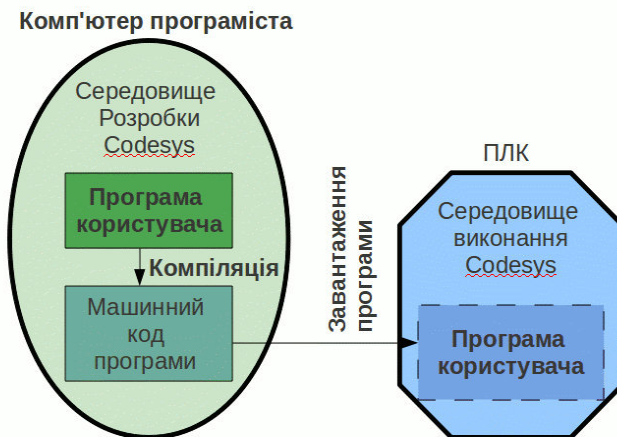 Комп'ютер програміста
Середовище
Розробки
Codesys
Програма
користувача
Компіляція
Машинний
код
програми
Завантаження
програми
ПЛК
Середовище
виконання
Codesys
Програма
користувача